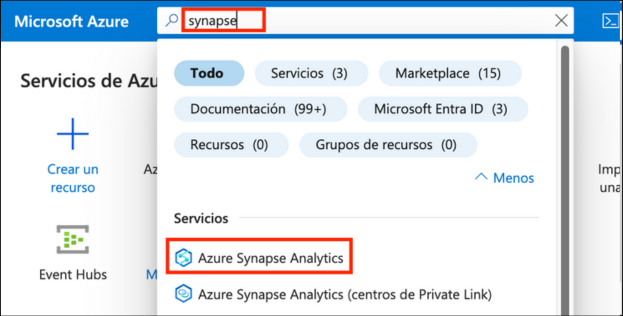 Microsoft Azure
synapse
Servicios de Azu
Todo
Servicios (3)
Marketplace (15)
Documentación (99+)
Microsoft Entra ID (3)
Recursos (0)
Grupos de recursos (0)
Menos
Crear un
recurso
Az
Imp
una
Servicios
Azure Synapse Analytics
Event Hubs
M
Azure Synapse Analytics (centros de Private Link)